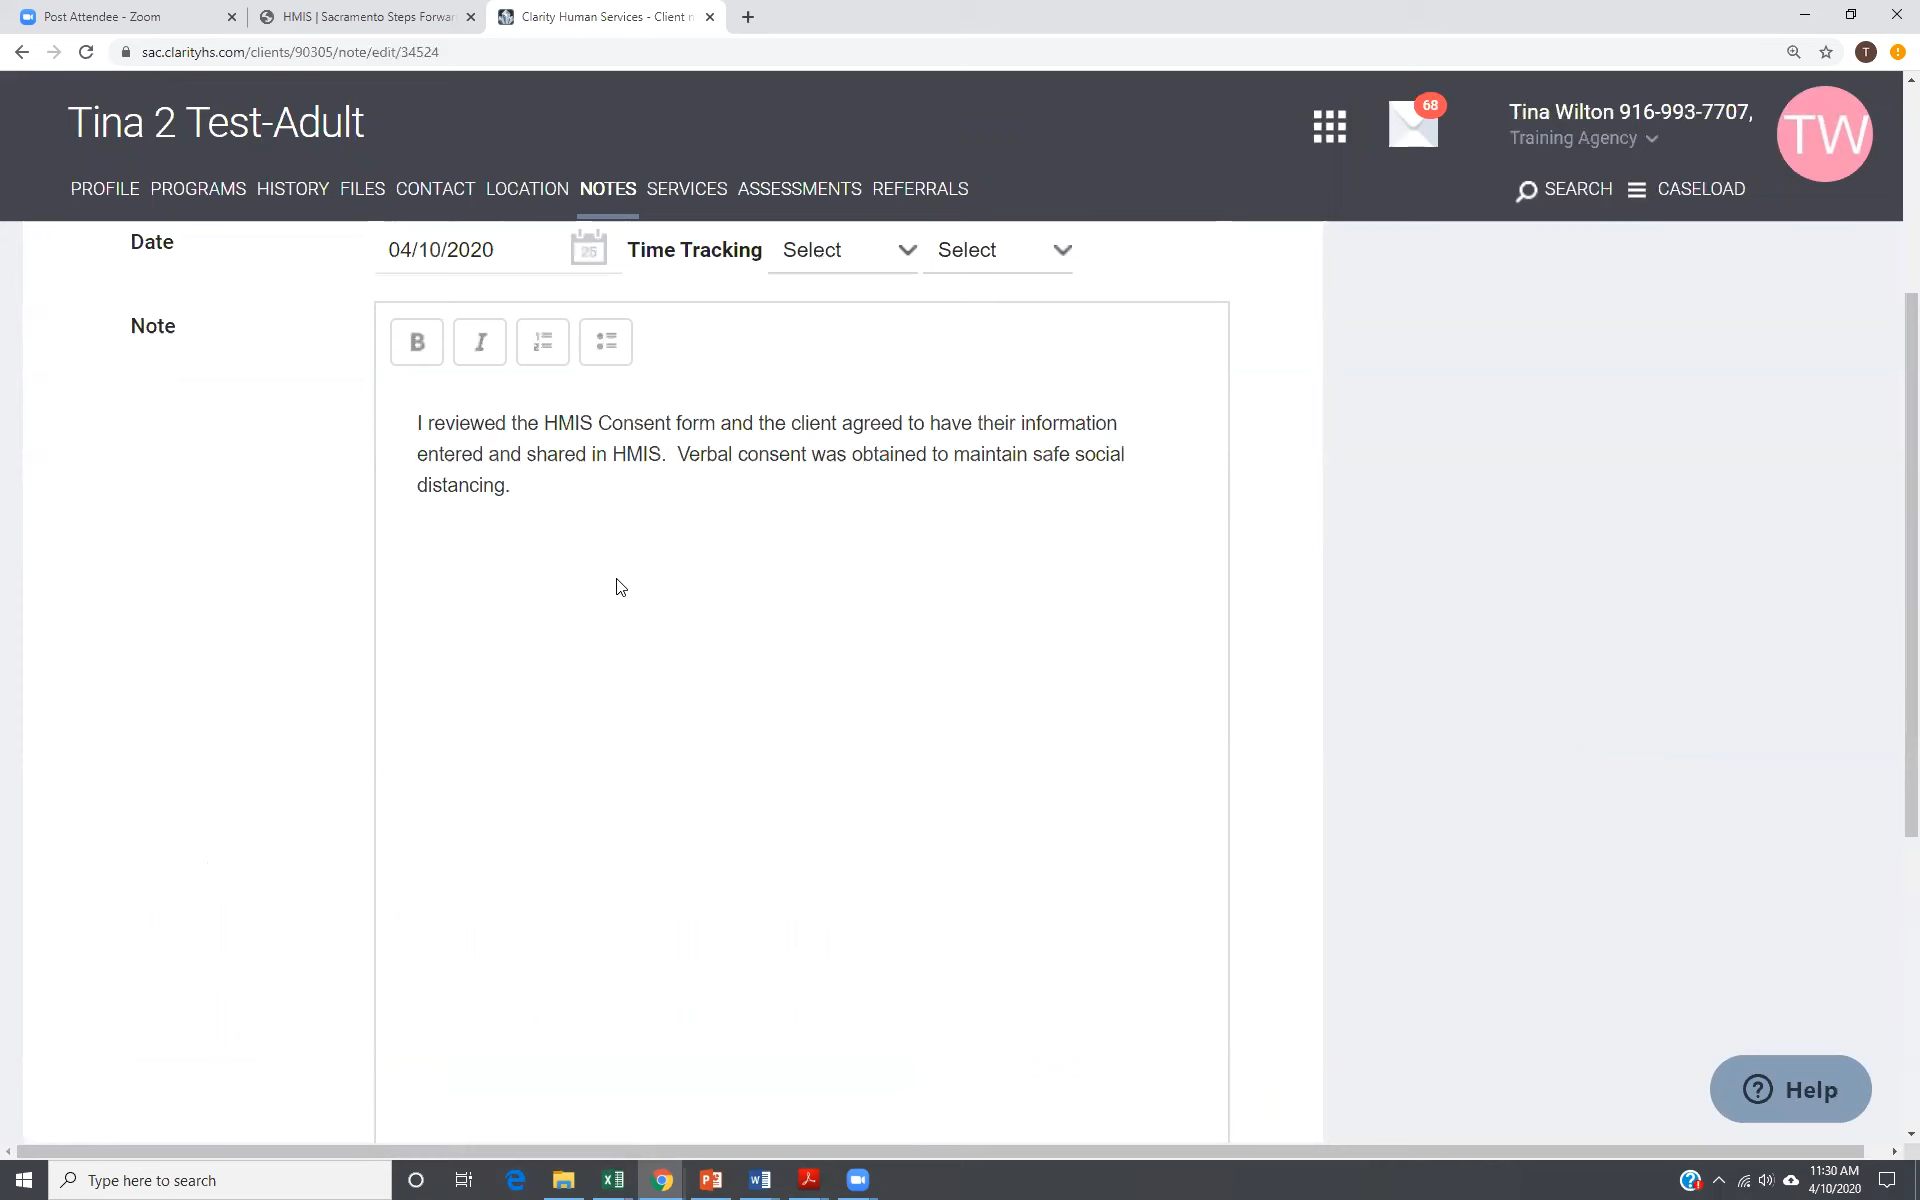 Post Attendee - Zoom
HMIS | Sacramento Steps Forwar
Clarity Human Services - Client n
sac.clarityhs.com/clients/90305/note/edit/34524
T
Tina 2 Test-Adult
68
Tina Wilton 916-993-7707,
Training Agency
TW
PROFILE PROGRAMS HISTORY FILES CONTACT LOCATION NOTES SERVICES ASSESSMENTS REFERRALS
SEARCH CASELOAD
Date
04/10/2020
25
Time Tracking
Select
Select
Note
B
I
I reviewed the HMIS Consent form and the client agreed to have their information
entered and shared in HMIS.  Verbal consent was obtained to maintain safe social
distancing.
? Help
Type here to search
11:30 AM
4/10/2020